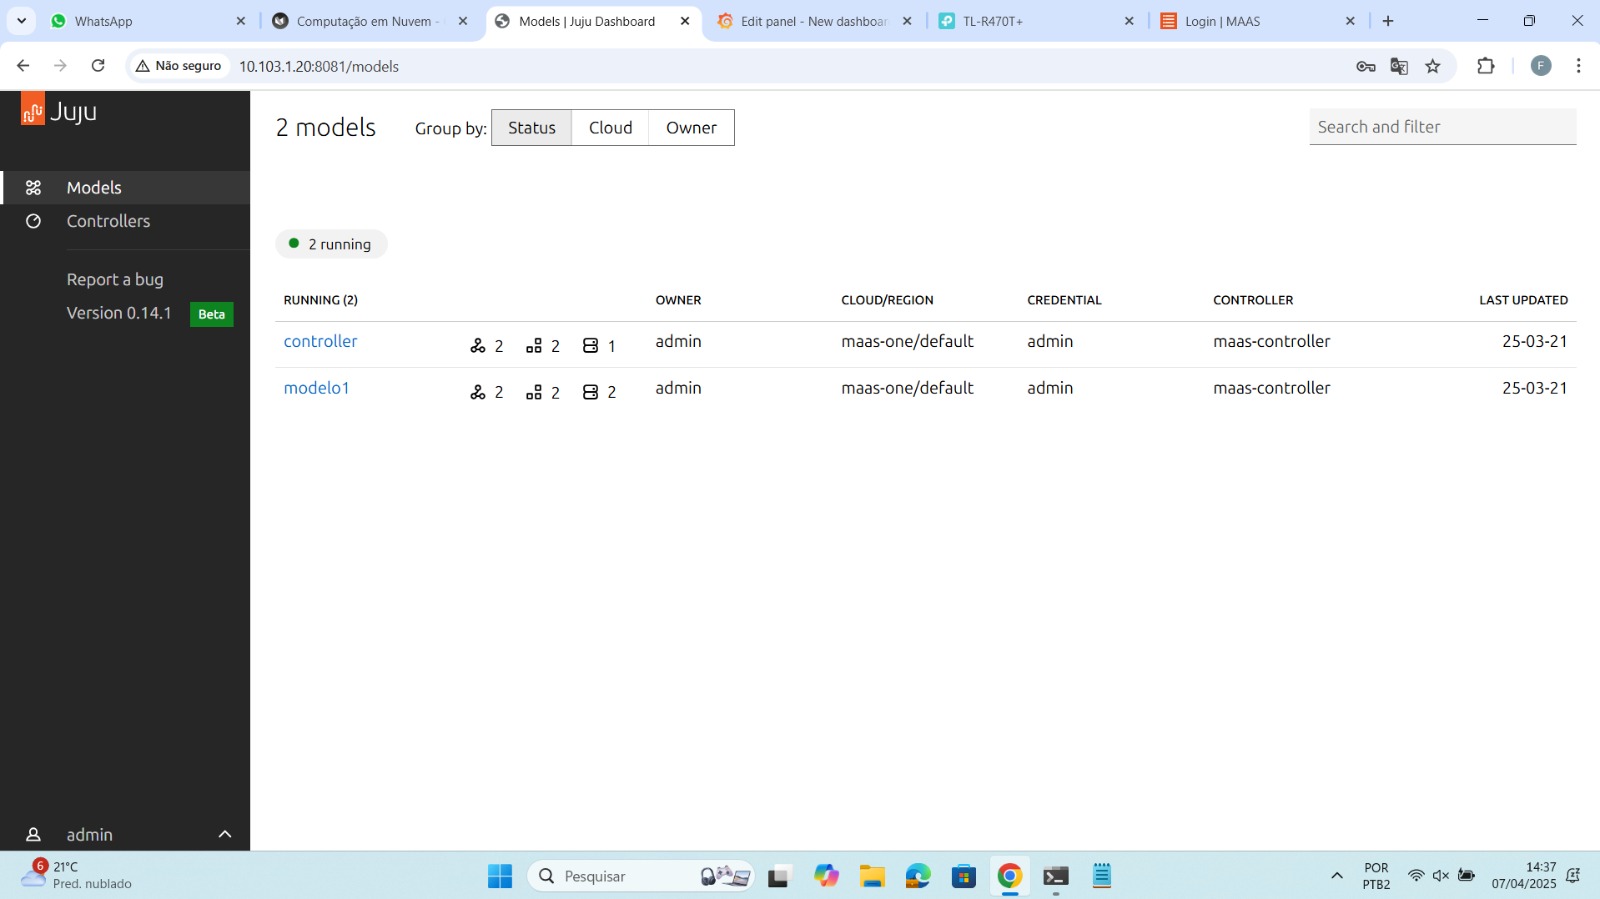 WhatsApp
Computação em Nuvem -
Models | Juju Dashboard
Edit panel - New dashboar
TL-R470T+
Login | MAAS
Não seguro
10.103.1.20:8081/models
F
Juju
2 models
Group by:
Status
Cloud
Owner
Search and filter
Models
Controllers
Report a bug
Version 0.14.1
Beta
2 running
RUNNING (2) OWNER CLOUD/REGION CREDENTIAL CONTROLLER LAST UPDATED
controller 2 2 1 admin maas-one/default admin maas-controller 25-03-21
modelo1 2 2 2 admin maas-one/default admin maas-controller 25-03-21
admin
6
21°C
Pred. nublado
Pesquisar
POR
PTB2
14:37
07/04/2025